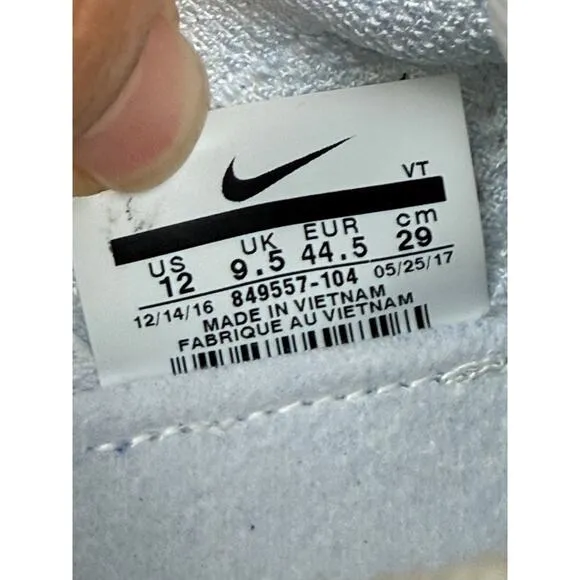 VT
US UK EUR cm
12 9.5 44.5 29
12/14/16 849557-104 05/25/17
MADE IN VIETNAM
FABRIQUE AU VIETNAM